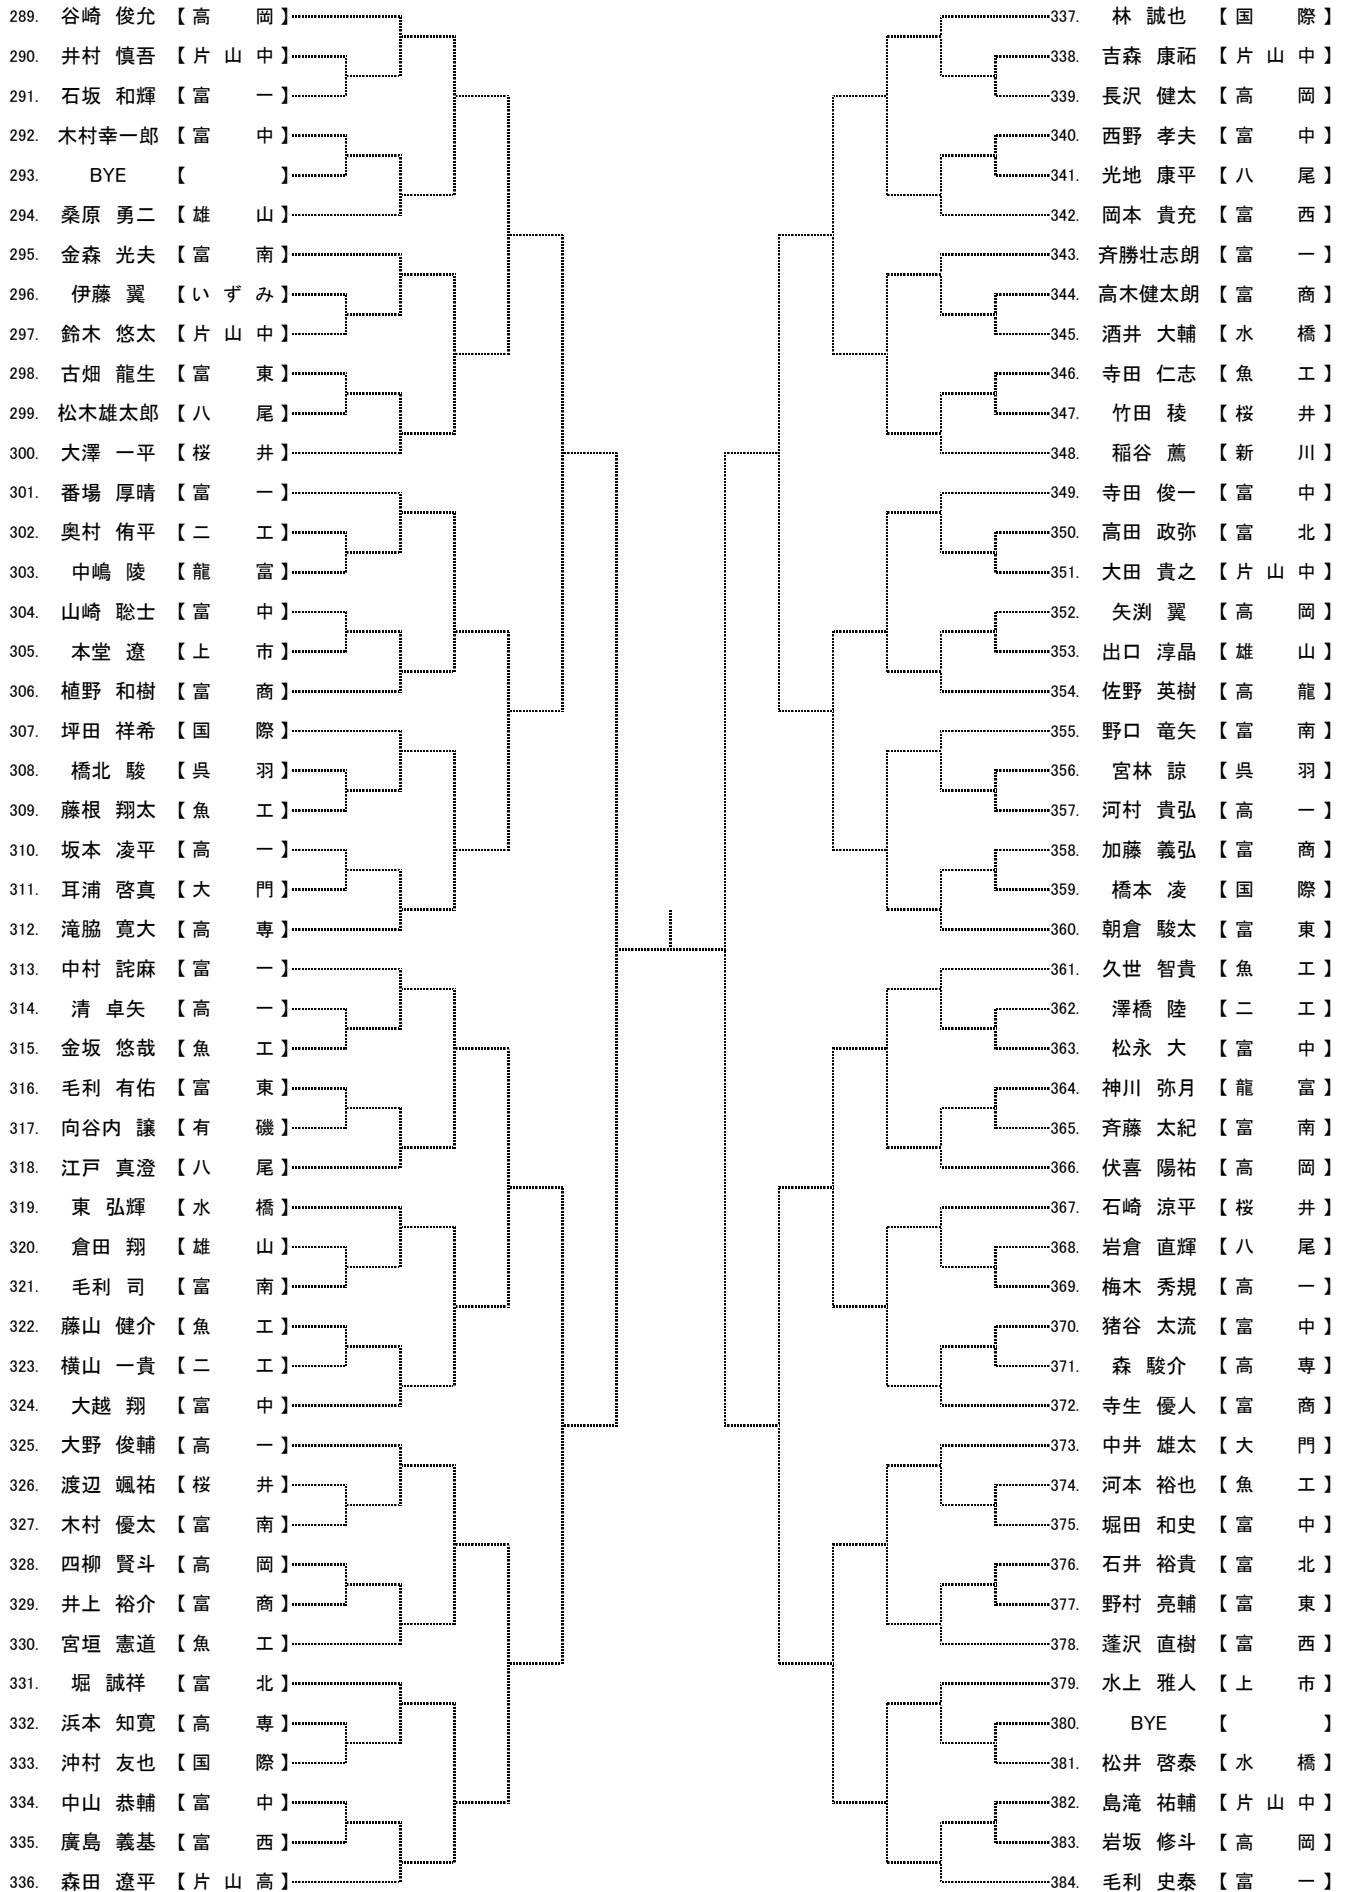 289. 谷崎 俊允 【 高 岡 】
290. 井村 慎吾 【 片 山 中 】
291. 石坂 和輝 【 富 一 】
292. 木村幸一郎 【 富 中 】
293. BYE 【 】
294. 桑原 勇二 【 雄 山 】
295. 金森 光夫 【 富 南 】
296. 伊藤 翼 【 い ず み 】
297. 鈴木 悠太 【 片 山 中 】
298. 古畑 龍生 【 富 東 】
299. 松木雄太郎 【 八 尾 】
300. 大澤 一平 【 桜 井 】
301. 番場 厚晴 【 富 一 】
302. 奥村 侑平 【 二 工 】
303. 中嶋 陵 【 龍 富 】
304. 山崎 聡士 【 富 中 】
305. 本堂 遼 【 上 市 】
306. 植野 和樹 【 富 商 】
307. 坪田 祥希 【 国 際 】
308. 橋北 駿 【 呉 羽 】
309. 藤根 翔太 【 魚 工 】
310. 坂本 凌平 【 高 一 】
311. 耳浦 啓真 【 大 門 】
312. 滝脇 寛大 【 高 専 】
313. 中村 詫麻 【 富 一 】
314. 清 卓矢 【 高 一 】
315. 金坂 悠哉 【 魚 工 】
316. 毛利 有佑 【 富 東 】
317. 向谷内 譲 【 有 磯 】
318. 江戸 真澄 【 八 尾 】
319. 東 弘輝 【 水 橋 】
320. 倉田 翔 【 雄 山 】
321. 毛利 司 【 富 南 】
322. 藤山 健介 【 魚 工 】
323. 横山 一貴 【 二 工 】
324. 大越 翔 【 富 中 】
325. 大野 俊輔 【 高 一 】
326. 渡辺 颯祐 【 桜 井 】
327. 木村 優太 【 富 南 】
328. 四柳 賢斗 【 高 岡 】
329. 井上 裕介 【 富 商 】
330. 宮垣 憲道 【 魚 工 】
331. 堀 誠祥 【 富 北 】
332. 浜本 知寛 【 高 専 】
333. 沖村 友也 【 国 際 】
334. 中山 恭輔 【 富 中 】
335. 廣島 義基 【 富 西 】
336. 森田 遼平 【 片 山 高 】
337. 林 誠也 【 国 際 】
338. 吉森 康祐 【 片 山 中 】
339. 長沢 健太 【 高 岡 】
340. 西野 孝夫 【 富 中 】
341. 光地 康平 【 八 尾 】
342. 岡本 貴充 【 富 西 】
343. 斉勝壮志朗 【 富 一 】
344. 高木健太朗 【 富 商 】
345. 酒井 大輔 【 水 橋 】
346. 寺田 仁志 【 魚 工 】
347. 竹田 稜 【 桜 井 】
348. 稲谷 薫 【 新 川 】
349. 寺田 俊一 【 富 中 】
350. 高田 政弥 【 富 北 】
351. 大田 貴之 【 片 山 中 】
352. 矢渕 翼 【 高 岡 】
353. 出口 淳晶 【 雄 山 】
354. 佐野 英樹 【 高 龍 】
355. 野口 竜矢 【 富 南 】
356. 宮林 諒 【 呉 羽 】
357. 河村 貴弘 【 高 一 】
358. 加藤 義弘 【 富 商 】
359. 橋本 凌 【 国 際 】
360. 朝倉 駿太 【 富 東 】
361. 久世 智貴 【 魚 工 】
362. 澤橋 陸 【 二 工 】
363. 松永 大 【 富 中 】
364. 神川 弥月 【 龍 富 】
365. 斉藤 太紀 【 富 南 】
366. 伏喜 陽祐 【 高 岡 】
367. 石崎 涼平 【 桜 井 】
368. 岩倉 直輝 【 八 尾 】
369. 梅木 秀規 【 高 一 】
370. 猪谷 太流 【 富 中 】
371. 森 駿介 【 高 専 】
372. 寺生 優人 【 富 商 】
373. 中井 雄太 【 大 門 】
374. 河本 裕也 【 魚 工 】
375. 堀田 和史 【 富 中 】
376. 石井 裕貴 【 富 北 】
377. 野村 亮輔 【 富 東 】
378. 蓬沢 直樹 【 富 西 】
379. 水上 雅人 【 上 市 】
380. BYE 【 】
381. 松井 啓泰 【 水 橋 】
382. 島滝 祐輔 【 片 山 中 】
383. 岩坂 修斗 【 高 岡 】
384. 毛利 史泰 【 富 一 】